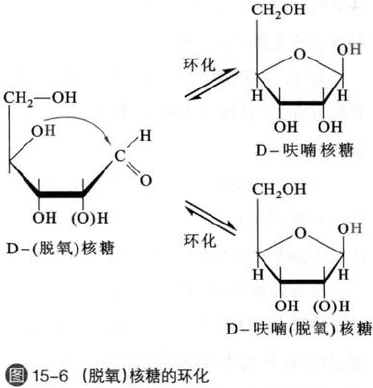 CH₂OH
O
OH
H H
OH OH
D-呋喃核糖
环化
CH₂—OH
OH
H
C
O
OH (O)H
D-(脱氧)核糖
环化
CH₂OH
O
OH
H H
OH (O)H
D-呋喃(脱氧)核糖
图 15-6 (脱氧)核糖的环化